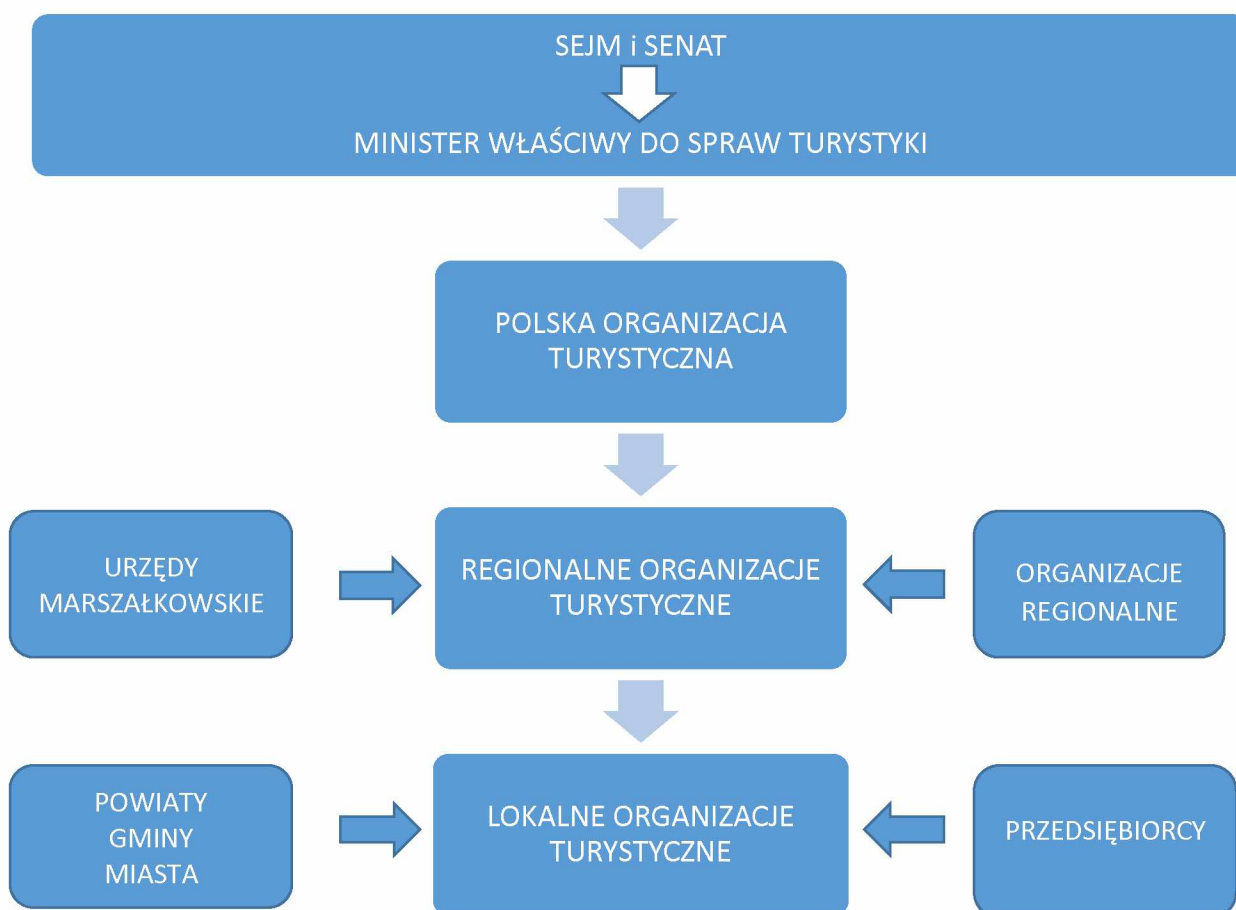 SEJM i SENAT
MINISTER WŁAŚCIWY DO SPRAW TURYSTYKI
POLSKA ORGANIZACJA
TURYSTYCZNA
URZĘDY
MARSZAŁKOWSKIE
REGIONALNE ORGANIZACJE
TURYSTYCZNE
ORGANIZACJE
REGIONALNE
POWIATY
GMINY
MIASTA
LOKALNE ORGANIZACJE
TURYSTYCZNE
PRZEDSIĘBIORCY